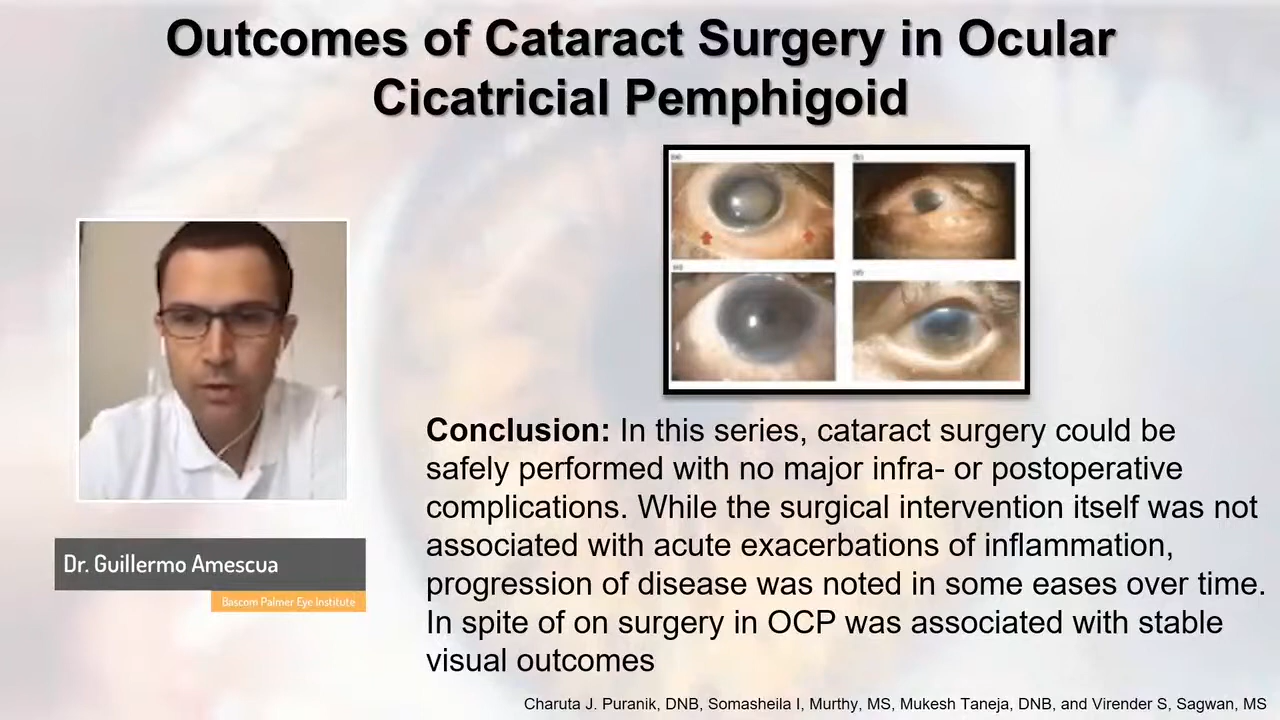 Outcomes of Cataract Surgery in Ocular
Cicatricial Pemphigoid
Dr. Guillermo Amescua
Bascom Palmer Eye Institute
Conclusion: In this series, cataract surgery could be
safely performed with no major infra- or postoperative
complications. While the surgical intervention itself was not
associated with acute exacerbations of inflammation,
progression of disease was noted in some eases over time.
In spite of on surgery in OCP was associated with stable
visual outcomes
Charuta J. Puranik, DNB, Somasheila I, Murthy, MS, Mukesh Taneja, DNB, and Virender S, Sagwan, MS